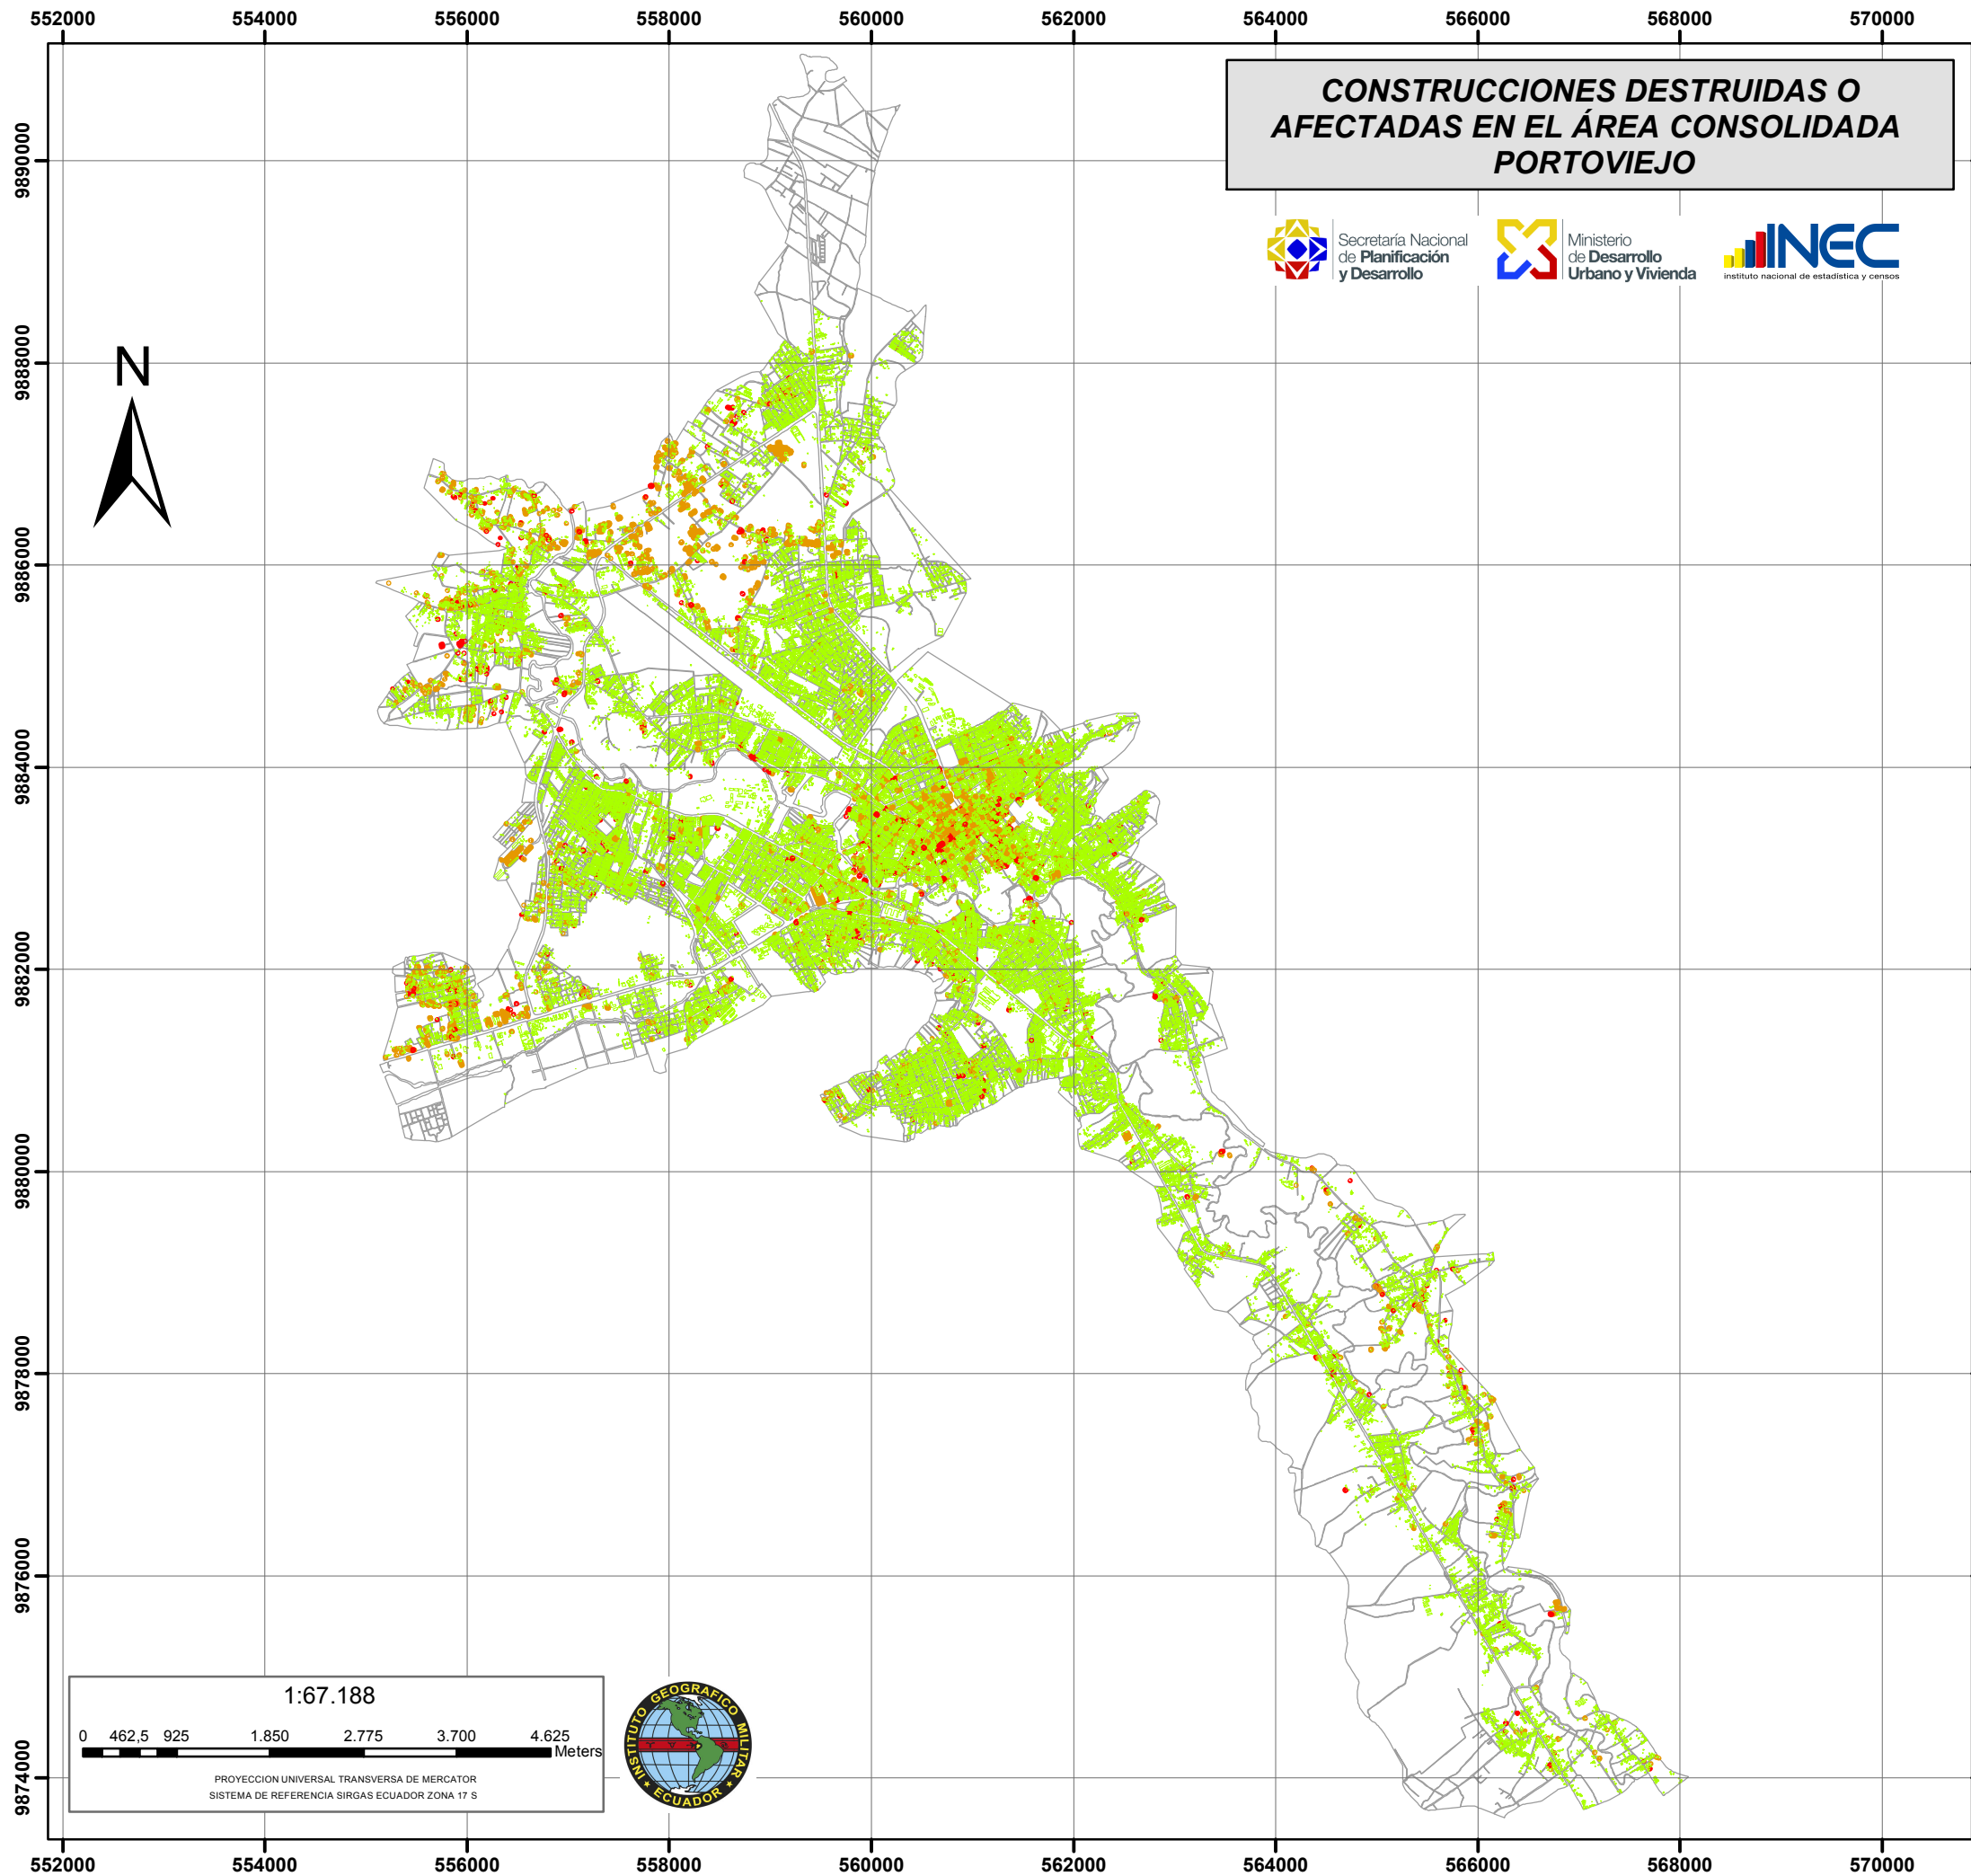 552000 554000 556000 558000 560000 562000 564000 566000 568000 570000
CONSTRUCCIONES DESTRUIDAS O
AFECTADAS EN EL ÁREA CONSOLIDADA
PORTOVIEJO
Secretaría Nacional
de Planificación
y Desarrollo
Ministerio
de Desarrollo
Urbano y Vivienda
INEC
instituto nacional de estadística y censos
N
9890000
9888000
9886000
9884000
9882000
9880000
9878000
9876000
9874000
1:67.188
0 462,5 925 1.850 2.775 3.700 4.625
Meters
PROYECCION UNIVERSAL TRANSVERSA DE MERCATOR
SISTEMA DE REFERENCIA SIRGAS ECUADOR ZONA 17 S
INSTITUTO GEOGRAFICO MILITAR
ECUADOR
552000 554000 556000 558000 560000 562000 564000 566000 568000 570000